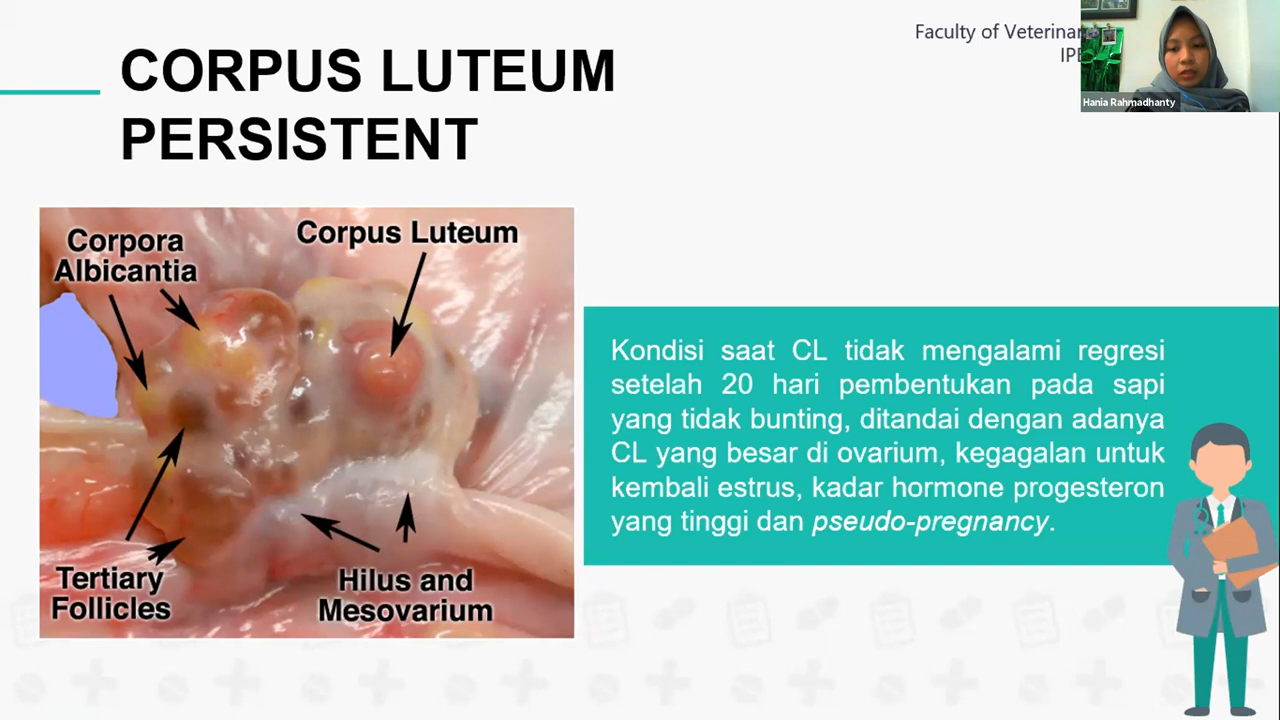 CORPUS LUTEUM
PERSISTENT
Faculty of Veterinar
Hania Rahmadhanty
Corpora
Albicantia
Corpus Luteum
Tertiary
Follicles
Hilus and
Mesovarium
Kondisi saat CL tidak mengalami regresi
setelah 20 hari pembentukan pada sapi
yang tidak bunting, ditandai dengan adanya
CL yang besar di ovarium, kegagalan untuk
kembali estrus, kadar hormone progesteron
yang tinggi dan pseudo-pregnancy.